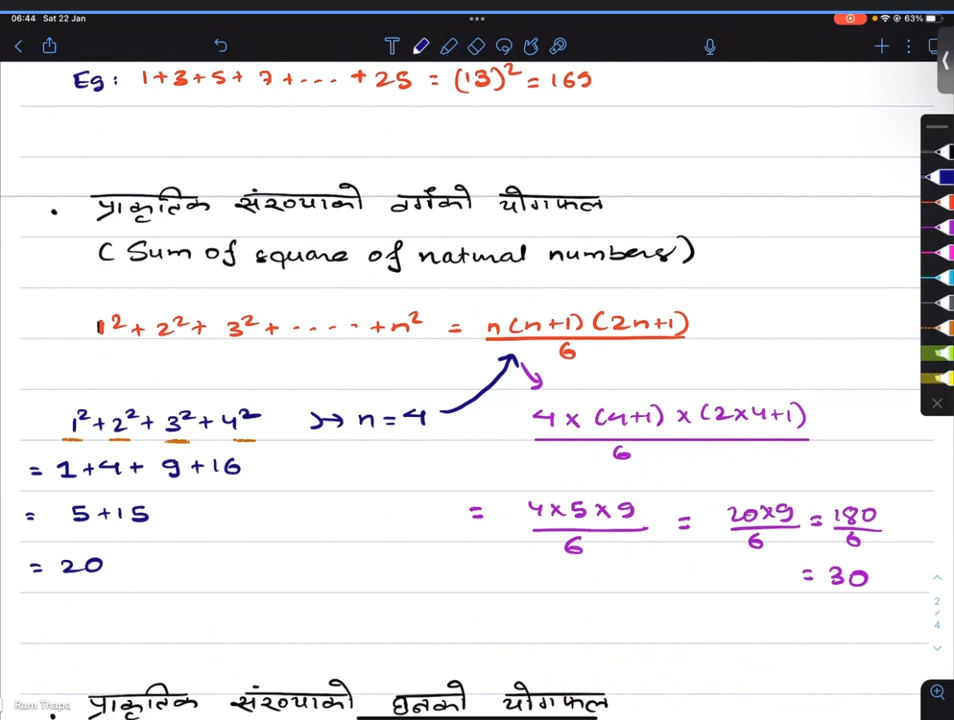 06:44 Sat 22 Jan
63%
Eg: 1+3+5+ 7+ .... + 25 = (13)² = 169
• प्राकृतिक संख्याको वर्गको योगफल
( Sum of square of natural numbers)
1² + 2² + 3² + ..... + n² = n(n+1)(2n+1)/6
1² + 2² + 3² + 4² ↣ n = 4
4 × (4+1) × (2×4+1)/6
= 1 + 4 + 9 + 16
= 5 + 15
= 4×5×9/6 = 20×9/6 = 180/6
= 20
= 30
2
/
4
Ram Thapa
• प्राकृतिक संख्याको घनको योगफल